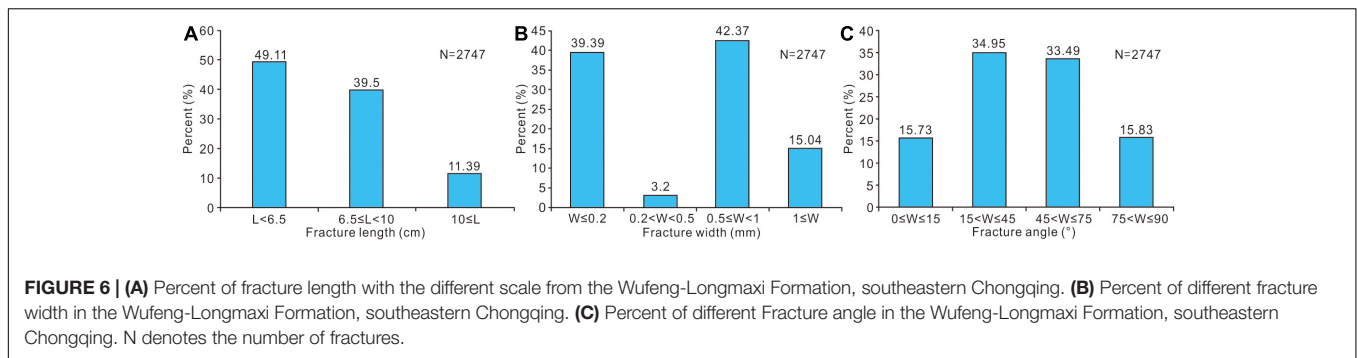 A
60
50
40
30
20
10
0
Percent (%)
49.11
39.5
11.39
N=2747
L<6.5
6.5≤L<10
10≤L
Fracture length (cm)
B
45
40
35
30
25
20
15
10
5
0
Percent (%)
39.39
3.2
42.37
15.04
N=2747
W≤0.2
0.2<W<0.5
0.5≤W<1
1≤W
Fracture width (mm)
C
40
35
30
25
20
15
10
5
0
Percent (%)
15.73
34.95
33.49
15.83
N=2747
0≤W≤15
15<W≤45
45<W≤75
75<W≤90
Fracture angle (°)
FIGURE 6 | (A) Percent of fracture length with the different scale from the Wufeng-Longmaxi Formation, southeastern Chongqing. (B) Percent of different fracture
width in the Wufeng-Longmaxi Formation, southeastern Chongqing. (C) Percent of different Fracture angle in the Wufeng-Longmaxi Formation, southeastern
Chongqing. N denotes the number of fractures.